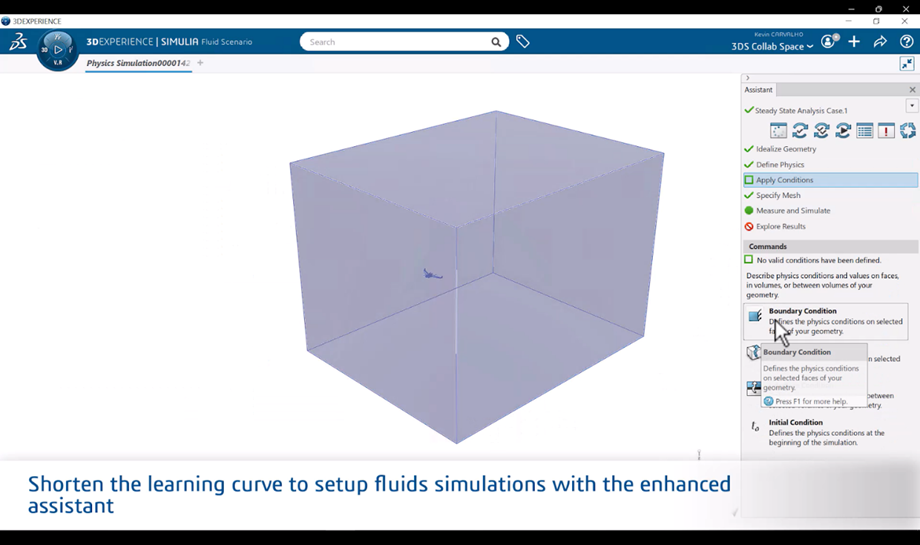 3DEXPERIENCE
3DEXPERIENCE | SIMULIA Fluid Scenario
Search
Kevin CARVALHO
3DS Collab Space
3D
V.R
Physics Simulation0000142
Assistant
Steady State Analysis Case.1
Idealize Geometry
Define Physics
Apply Conditions
Specify Mesh
Measure and Simulate
Explore Results
Commands
No valid conditions have been defined.
Describe physics conditions and values on faces,
in volumes, or between volumes of your
geometry.
Boundary Condition
Defines the physics conditions on selected
of your geometry.
Boundary Condition
Defines the physics conditions
on selected faces of your
geometry.
Press F1 for more help.
on selected
between
geometry.
Initial Condition
Defines the physics conditions at the
beginning of the simulation.
Shorten the learning curve to setup fluids simulations with the enhanced
assistant